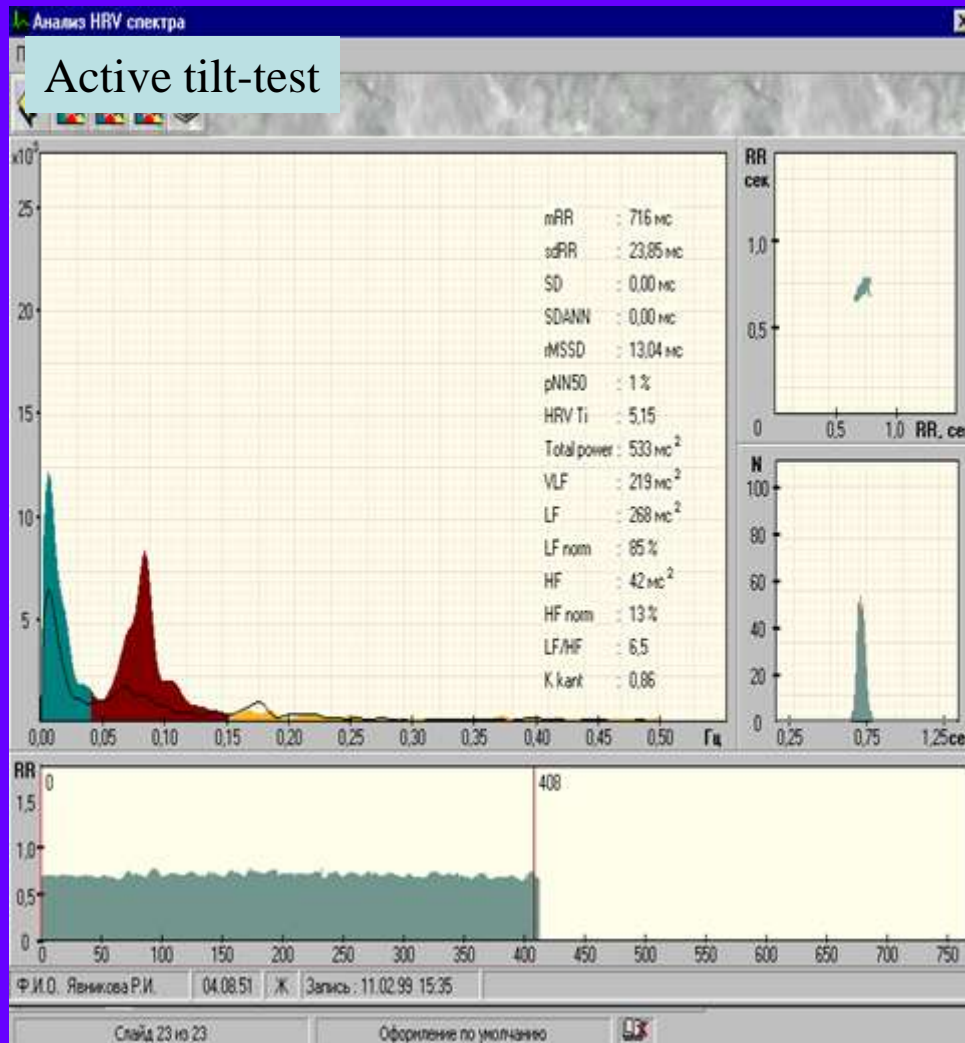 Анализ HRV спектра
Active tilt-test
x10³
25
20
15
10
5
0,00 0,05 0,10 0,15 0,20 0,25 0,30 0,35 0,40 0,45 0,50 Гц
mRR : 716 мс
sdRR : 23,85 мс
SD : 0,00 мс
SDANN : 0,00 мс
rMSSD : 13,04 мс
pNN50 : 1 %
HRV Ti : 5,15
Total power : 533 мс²
VLF : 219 мс²
LF : 268 мс²
LF norm : 85 %
HF : 42 мс²
HF norm : 13 %
LF/HF : 6,5
K kant : 0,86
RR
сек
1,0
0,5
0 0,5 1,0 RR, сек
N
100
80
60
40
20
0
0,25 0,75 1,25 сек
RR
0 408
1,5
1,0
0,5
0
0 50 100 150 200 250 300 350 400 450 500 550 600 650 700 750
Ф.И.О. Явникова Р.И. 04.08.51 Ж Запись : 11.02.99 15:35
Слайд 23 из 23 Оформление по умолчанию